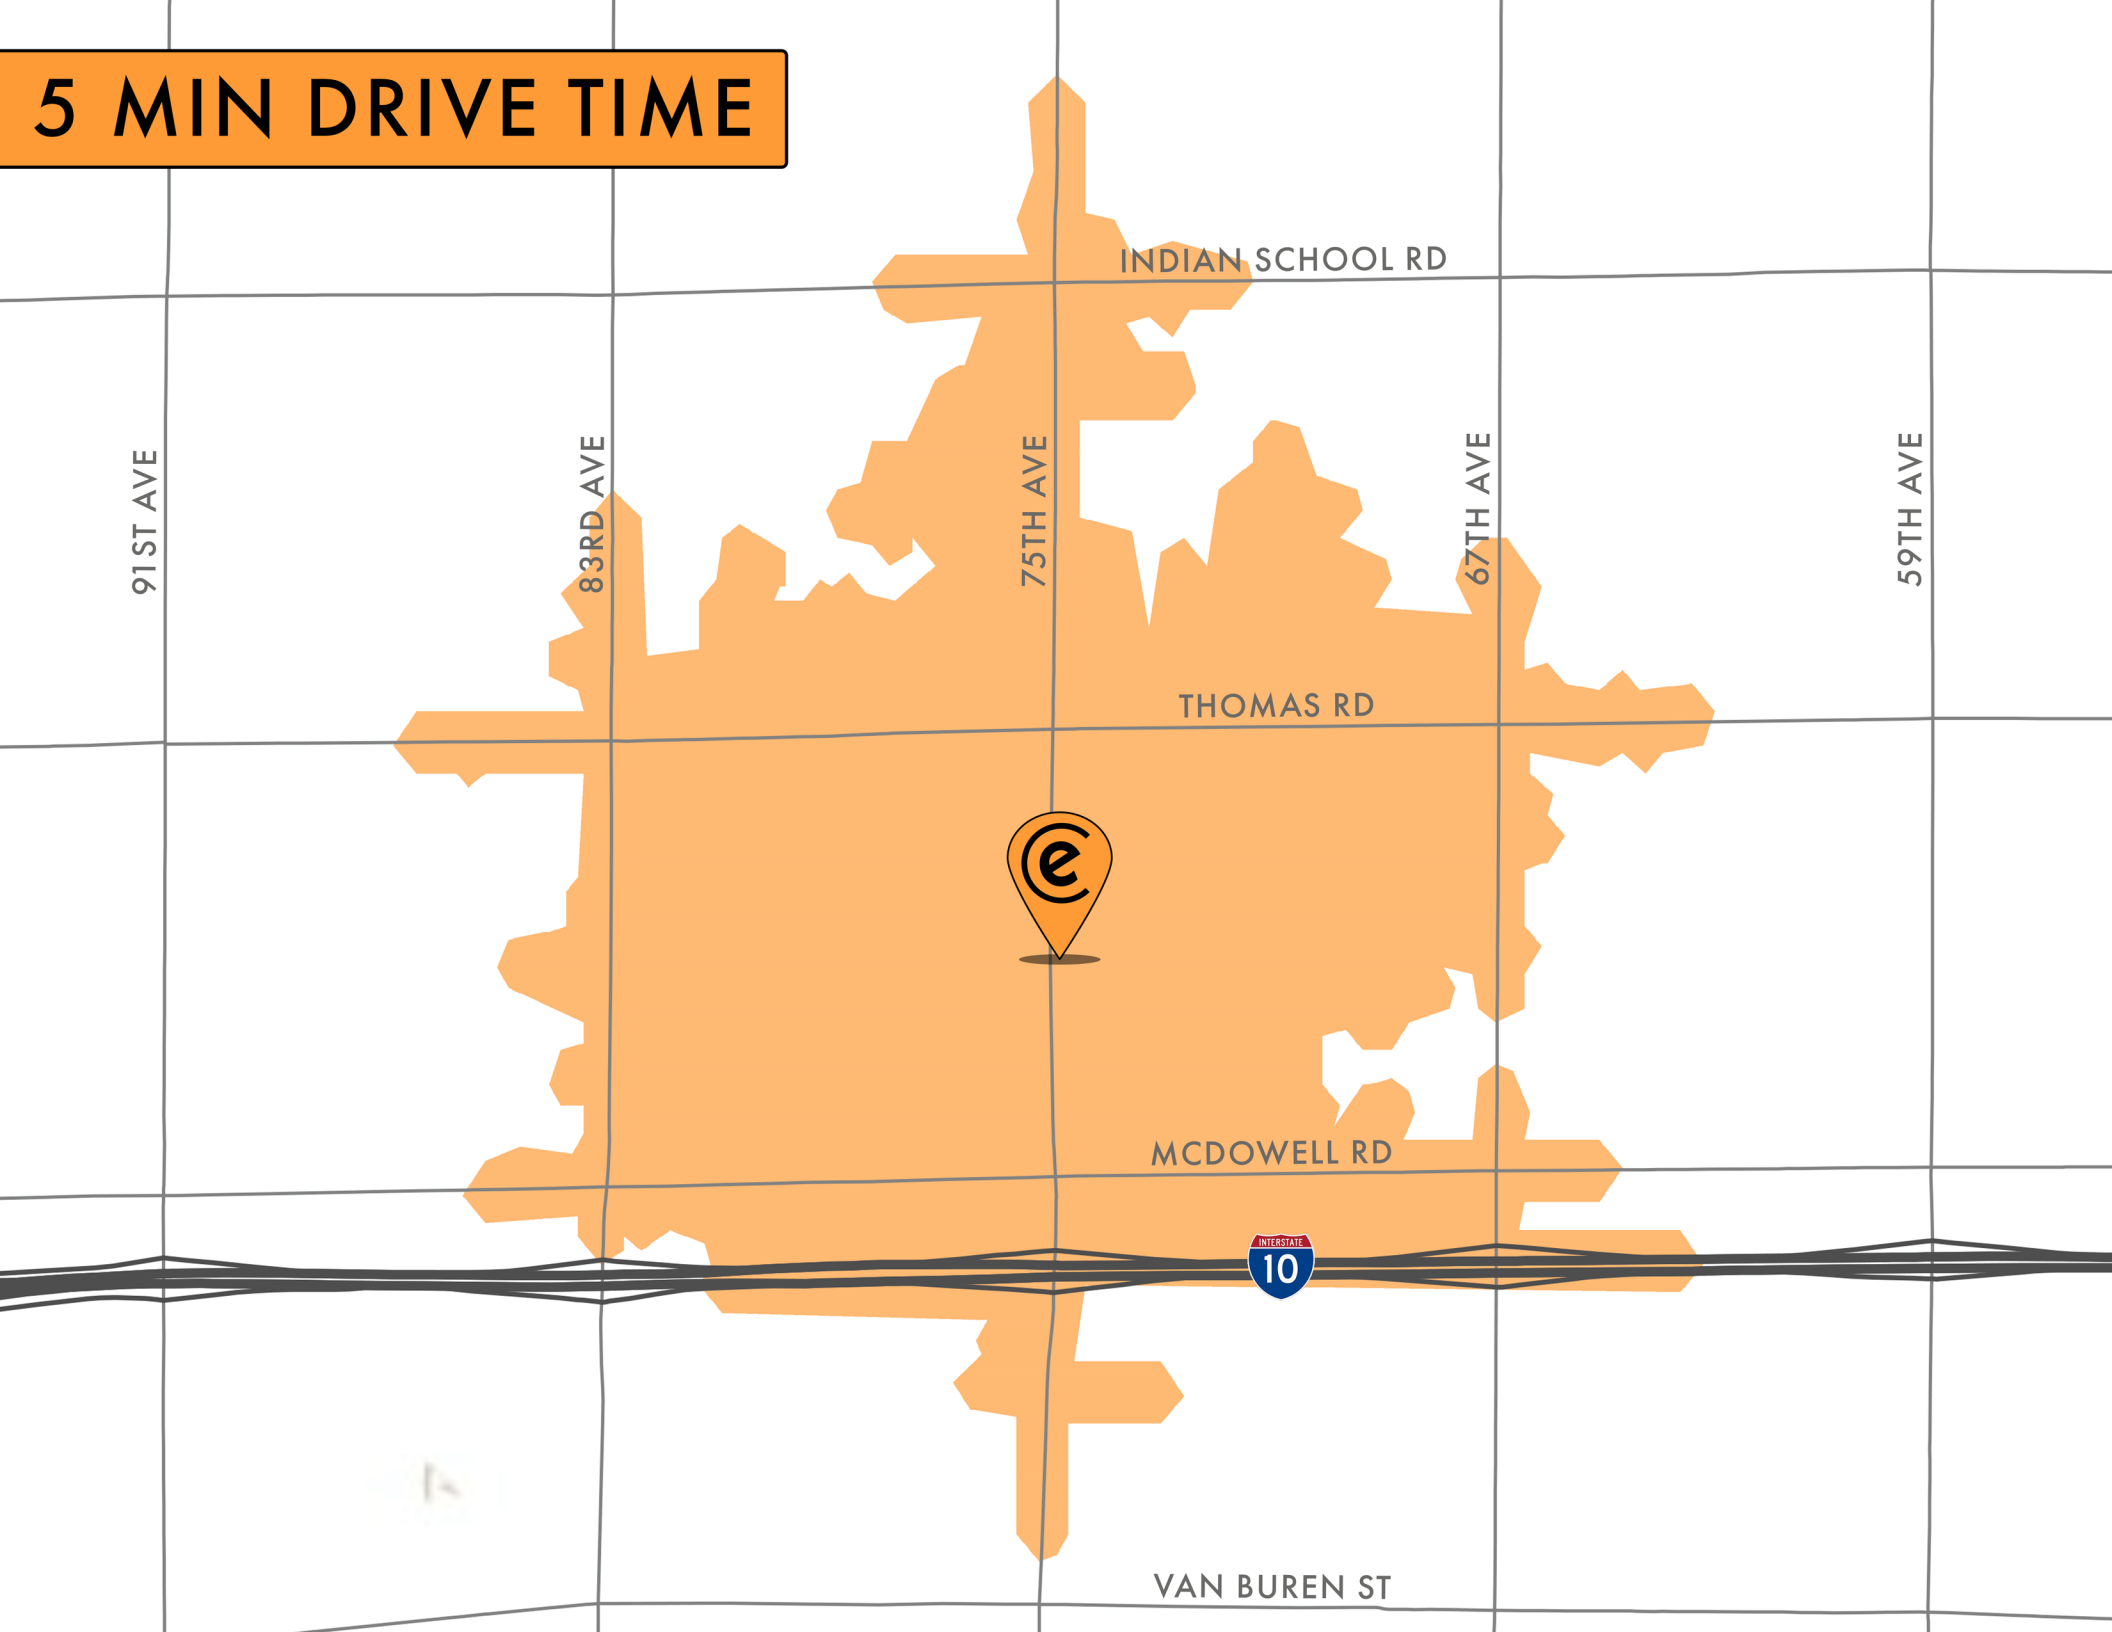 5 MIN DRIVE TIME
INDIAN SCHOOL RD
91ST AVE
83RD AVE
75TH AVE
67TH AVE
59TH AVE
THOMAS RD
ce
MCDOWELL RD
INTERSTATE
10
VAN BUREN ST